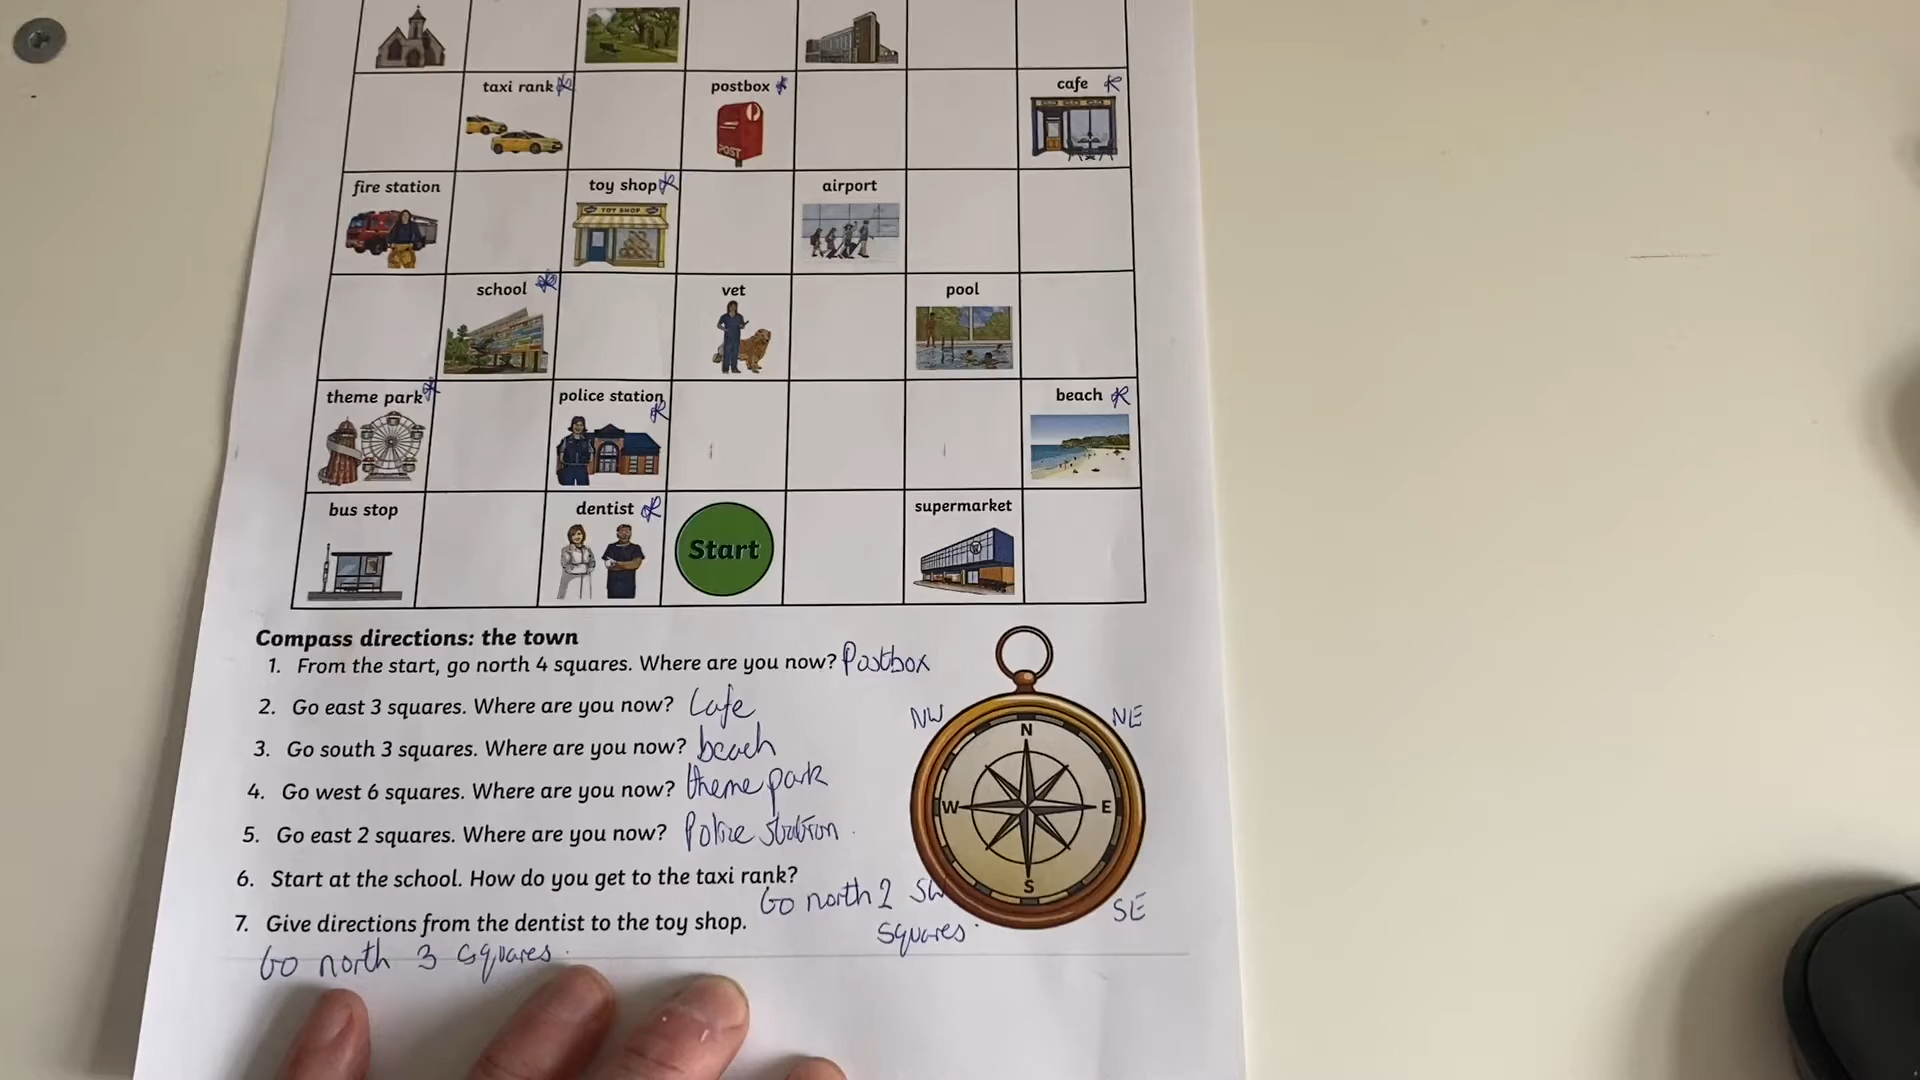 taxi rank
postbox
cafe
POST
fire station
toy shop
airport
TOY SHOP
school
vet
pool
theme park
police station
beach
bus stop
dentist
Start
supermarket
Compass directions: the town
1. From the start, go north 4 squares. Where are you now? Postbox
2. Go east 3 squares. Where are you now? Cafe
3. Go south 3 squares. Where are you now? beach
4. Go west 6 squares. Where are you now? theme park
5. Go east 2 squares. Where are you now? Police station.
6. Start at the school. How do you get to the taxi rank?
Go north 2 sw
squares.
7. Give directions from the dentist to the toy shop.
Go north 3 squares.
NW NE
N
W E
S
SE